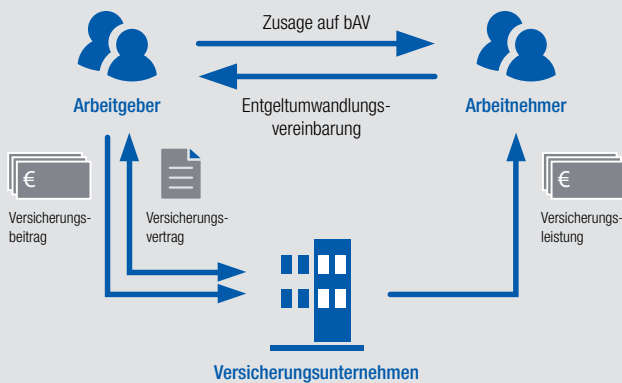 Zusage auf bAV
Arbeitgeber
Entgeltumwandlungs-
vereinbarung
Arbeitnehmer
€
Versicherungs-
beitrag
Versicherungs-
vertrag
€
Versicherungs-
leistung
Versicherungsunternehmen